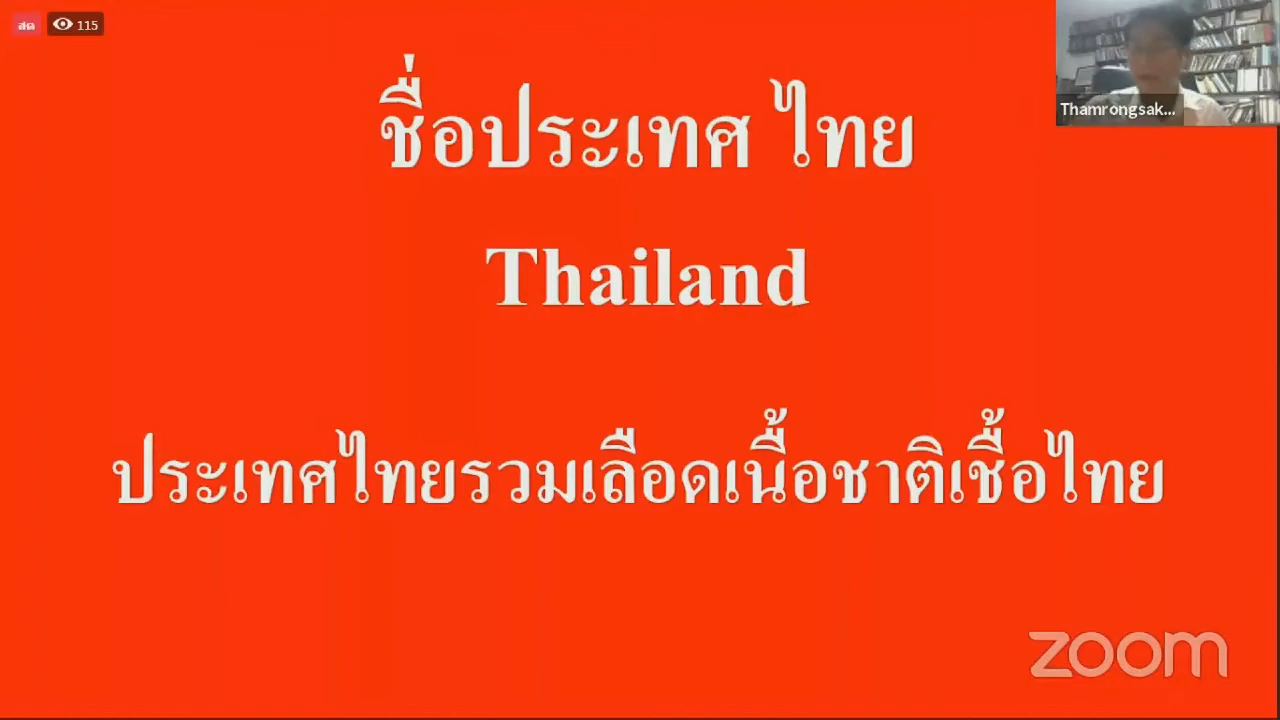 สด 115
Thamrongsak...
ชื่อประเทศ ไทย
Thailand
ประเทศไทยรวมเลือดเนื้อชาติเชื้อไทย
zoom